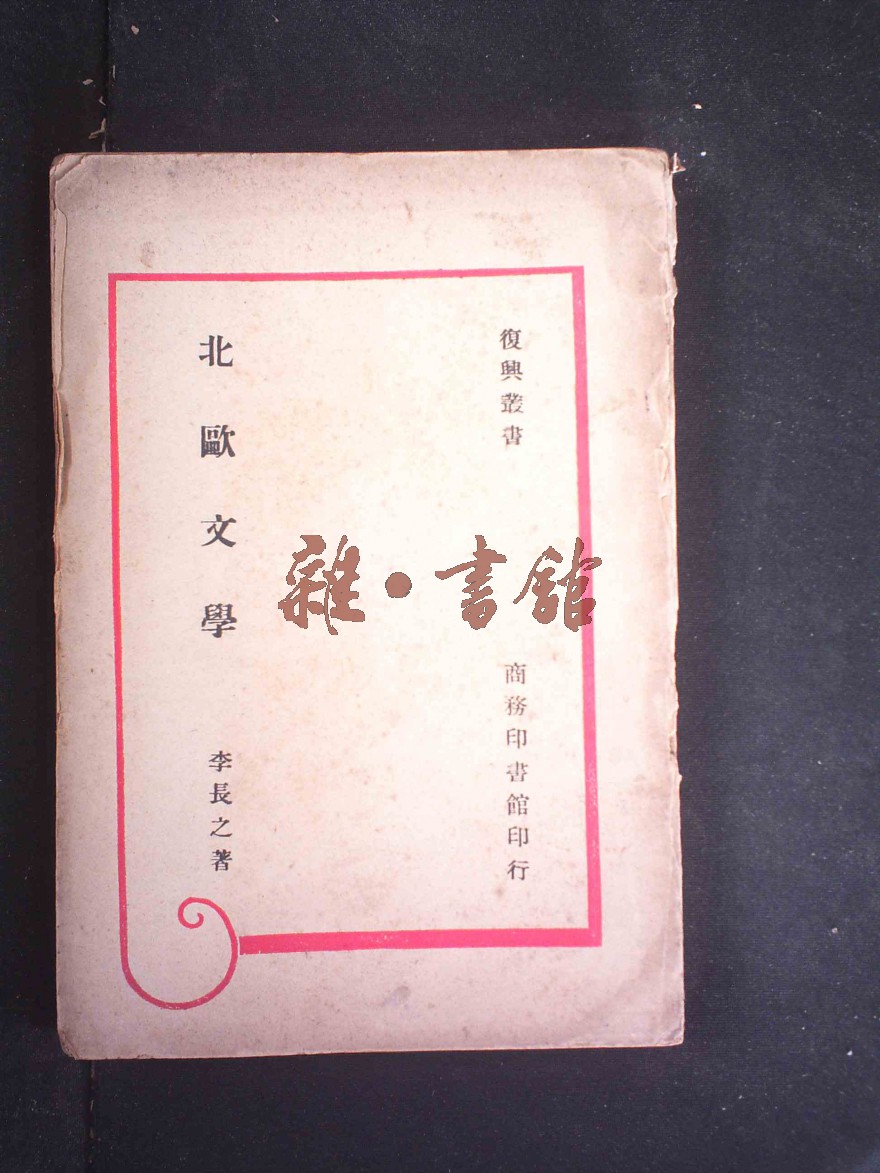 復興叢書
商務印書館印行
北歐文學
李長之著
雜·書館